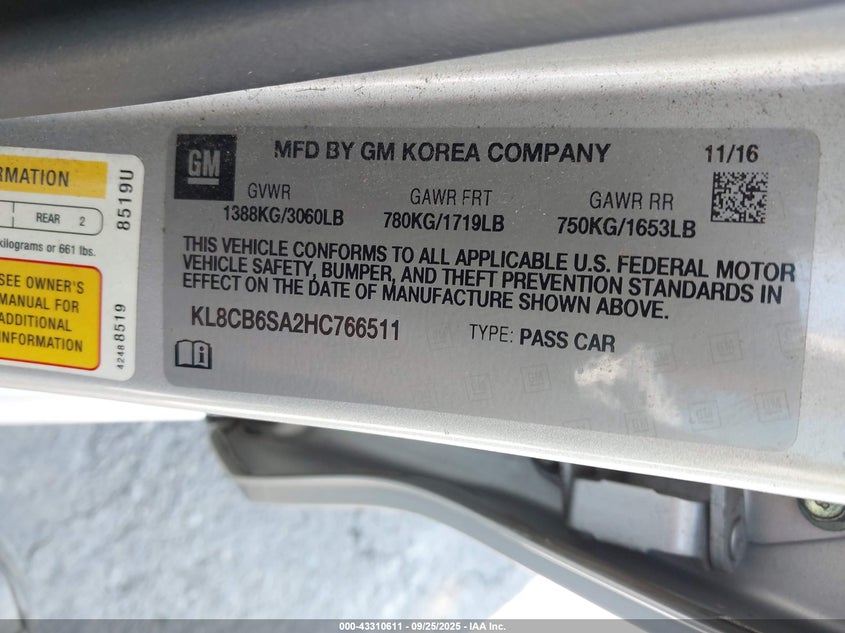 RMATION
REAR 2
kilograms or 661 lbs.
SEE OWNER'S
MANUAL FOR
ADDITIONAL
INFORMATION
8519U
4248 8519
GM
MFD BY GM KOREA COMPANY
11/16
GVWR
GAWR FRT
GAWR RR
1388KG/3060LB
780KG/1719LB
750KG/1653LB
THIS VEHICLE CONFORMS TO ALL APPLICABLE U.S. FEDERAL MOTOR
VEHICLE SAFETY, BUMPER, AND THEFT PREVENTION STANDARDS IN
EFFECT ON THE DATE OF MANUFACTURE SHOWN ABOVE.
KL8CB6SA2HC766511
TYPE: PASS CAR
000-43310611 - 09/25/2025 - IAA Inc.